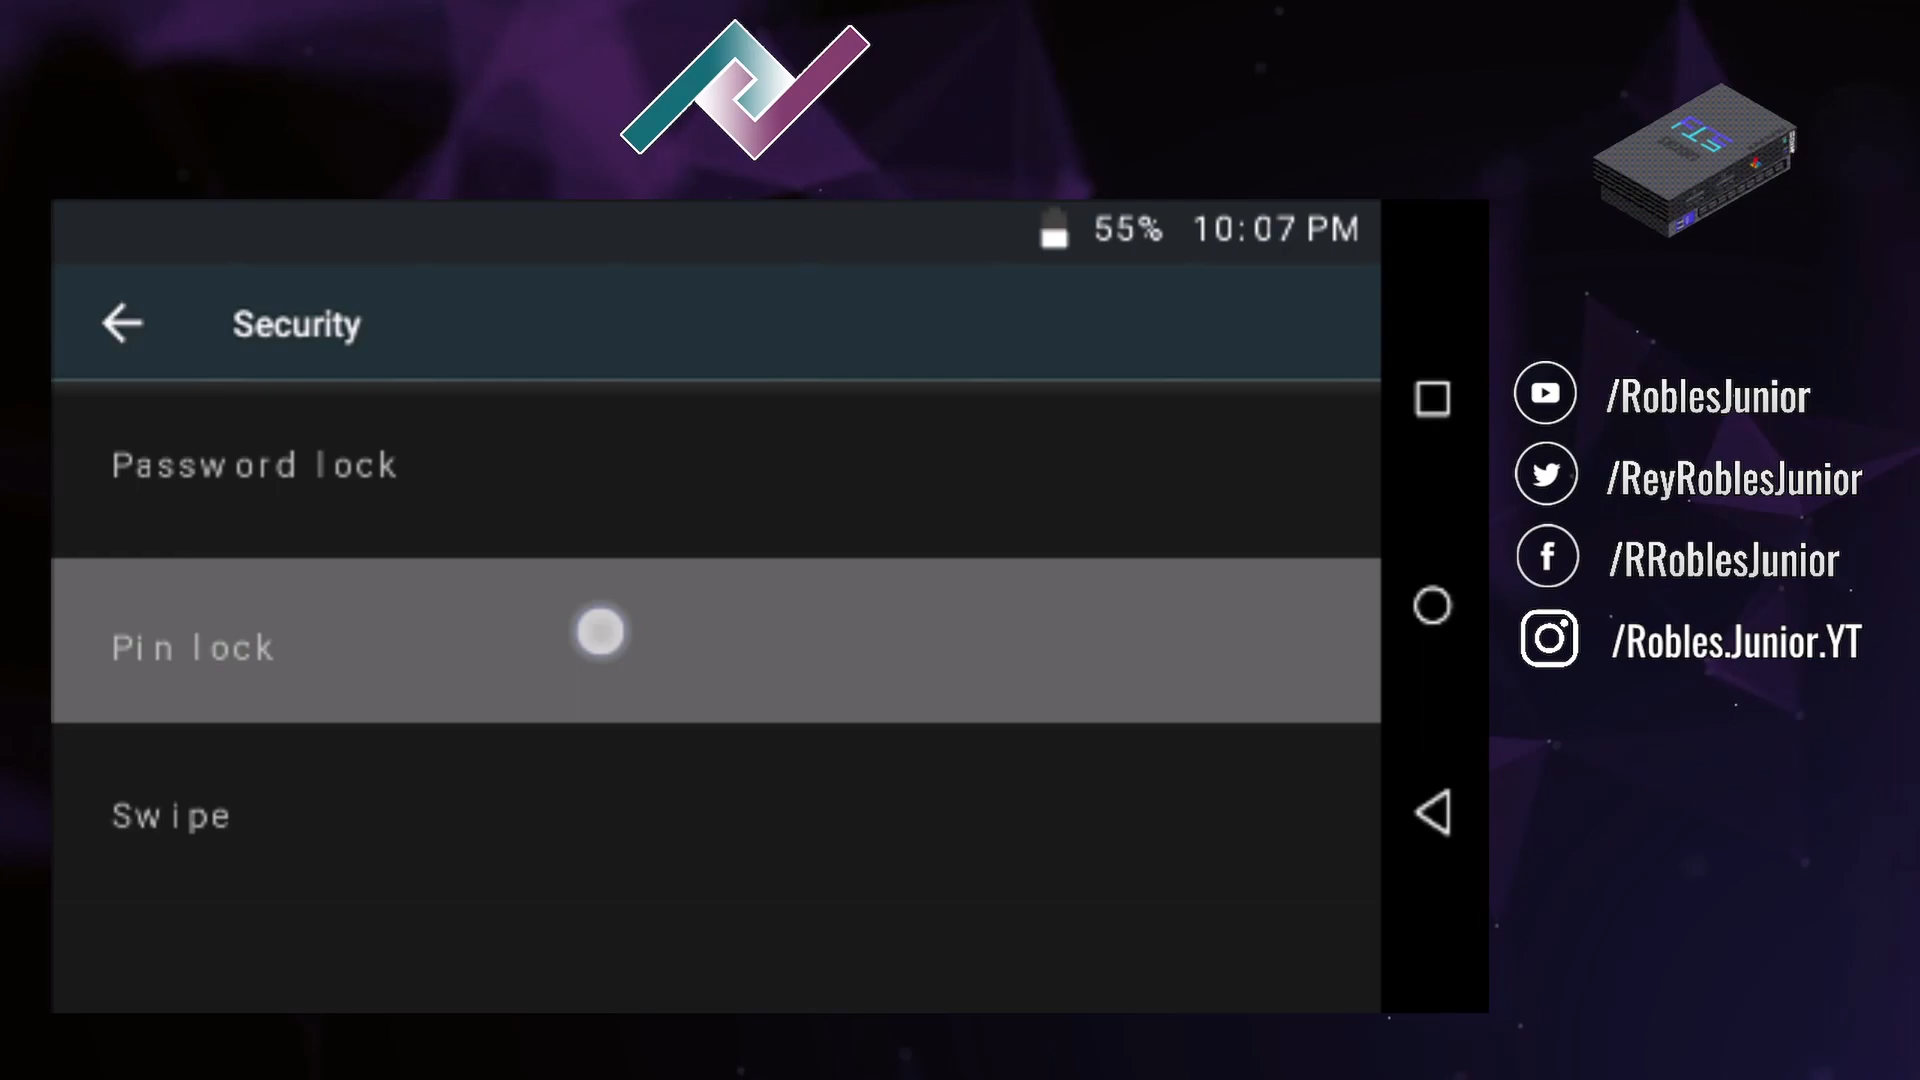 55% 10:07 PM
Security
Password lock
Pin lock
Swipe
/RoblesJunior
/ReyRoblesJunior
/RRoblesJunior
/Robles.Junior.YT